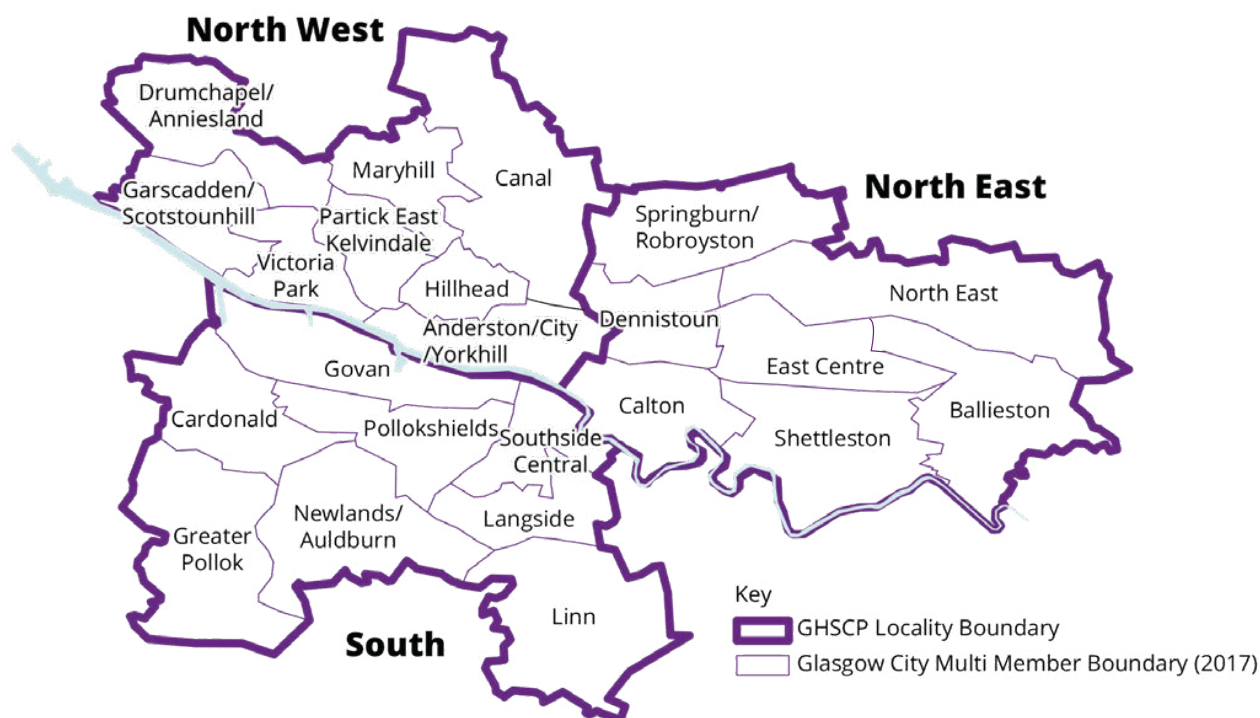 North West
Drumchapel/
Anniesland
Maryhill
Canal
Garscadden/
Scotstounhill
Partick East
Kelvindale
Victoria
Park
Hillhead
Anderston/City
/Yorkhill
North East
Springburn/
Robroyston
North East
Dennistoun
East Centre
Calton
Shettleston
Ballieston
Govan
Cardonald
Pollokshields
Southside
Central
Langside
Newlands/
Auldburn
Greater
Pollok
Linn
South
Key
GHSCP Locality Boundary
Glasgow City Multi Member Boundary (2017)